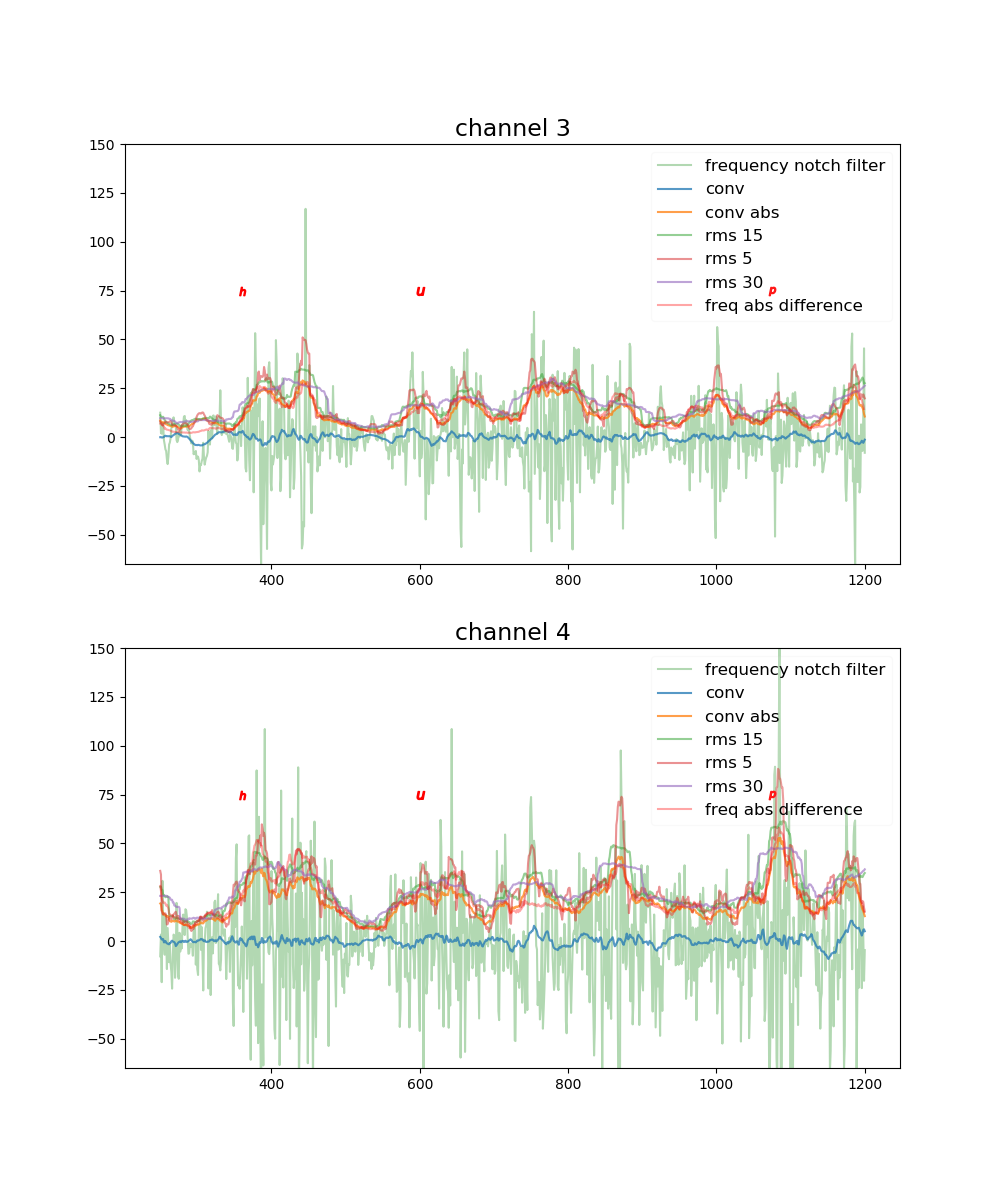 channel 3
150
125
100
75
50
25
0
−25
−50
h
u
p
frequency notch filter
conv
conv abs
rms 15
rms 5
rms 30
freq abs difference
400 600 800 1000 1200
channel 4
150
125
100
75
50
25
0
−25
−50
h
u
p
frequency notch filter
conv
conv abs
rms 15
rms 5
rms 30
freq abs difference
400 600 800 1000 1200